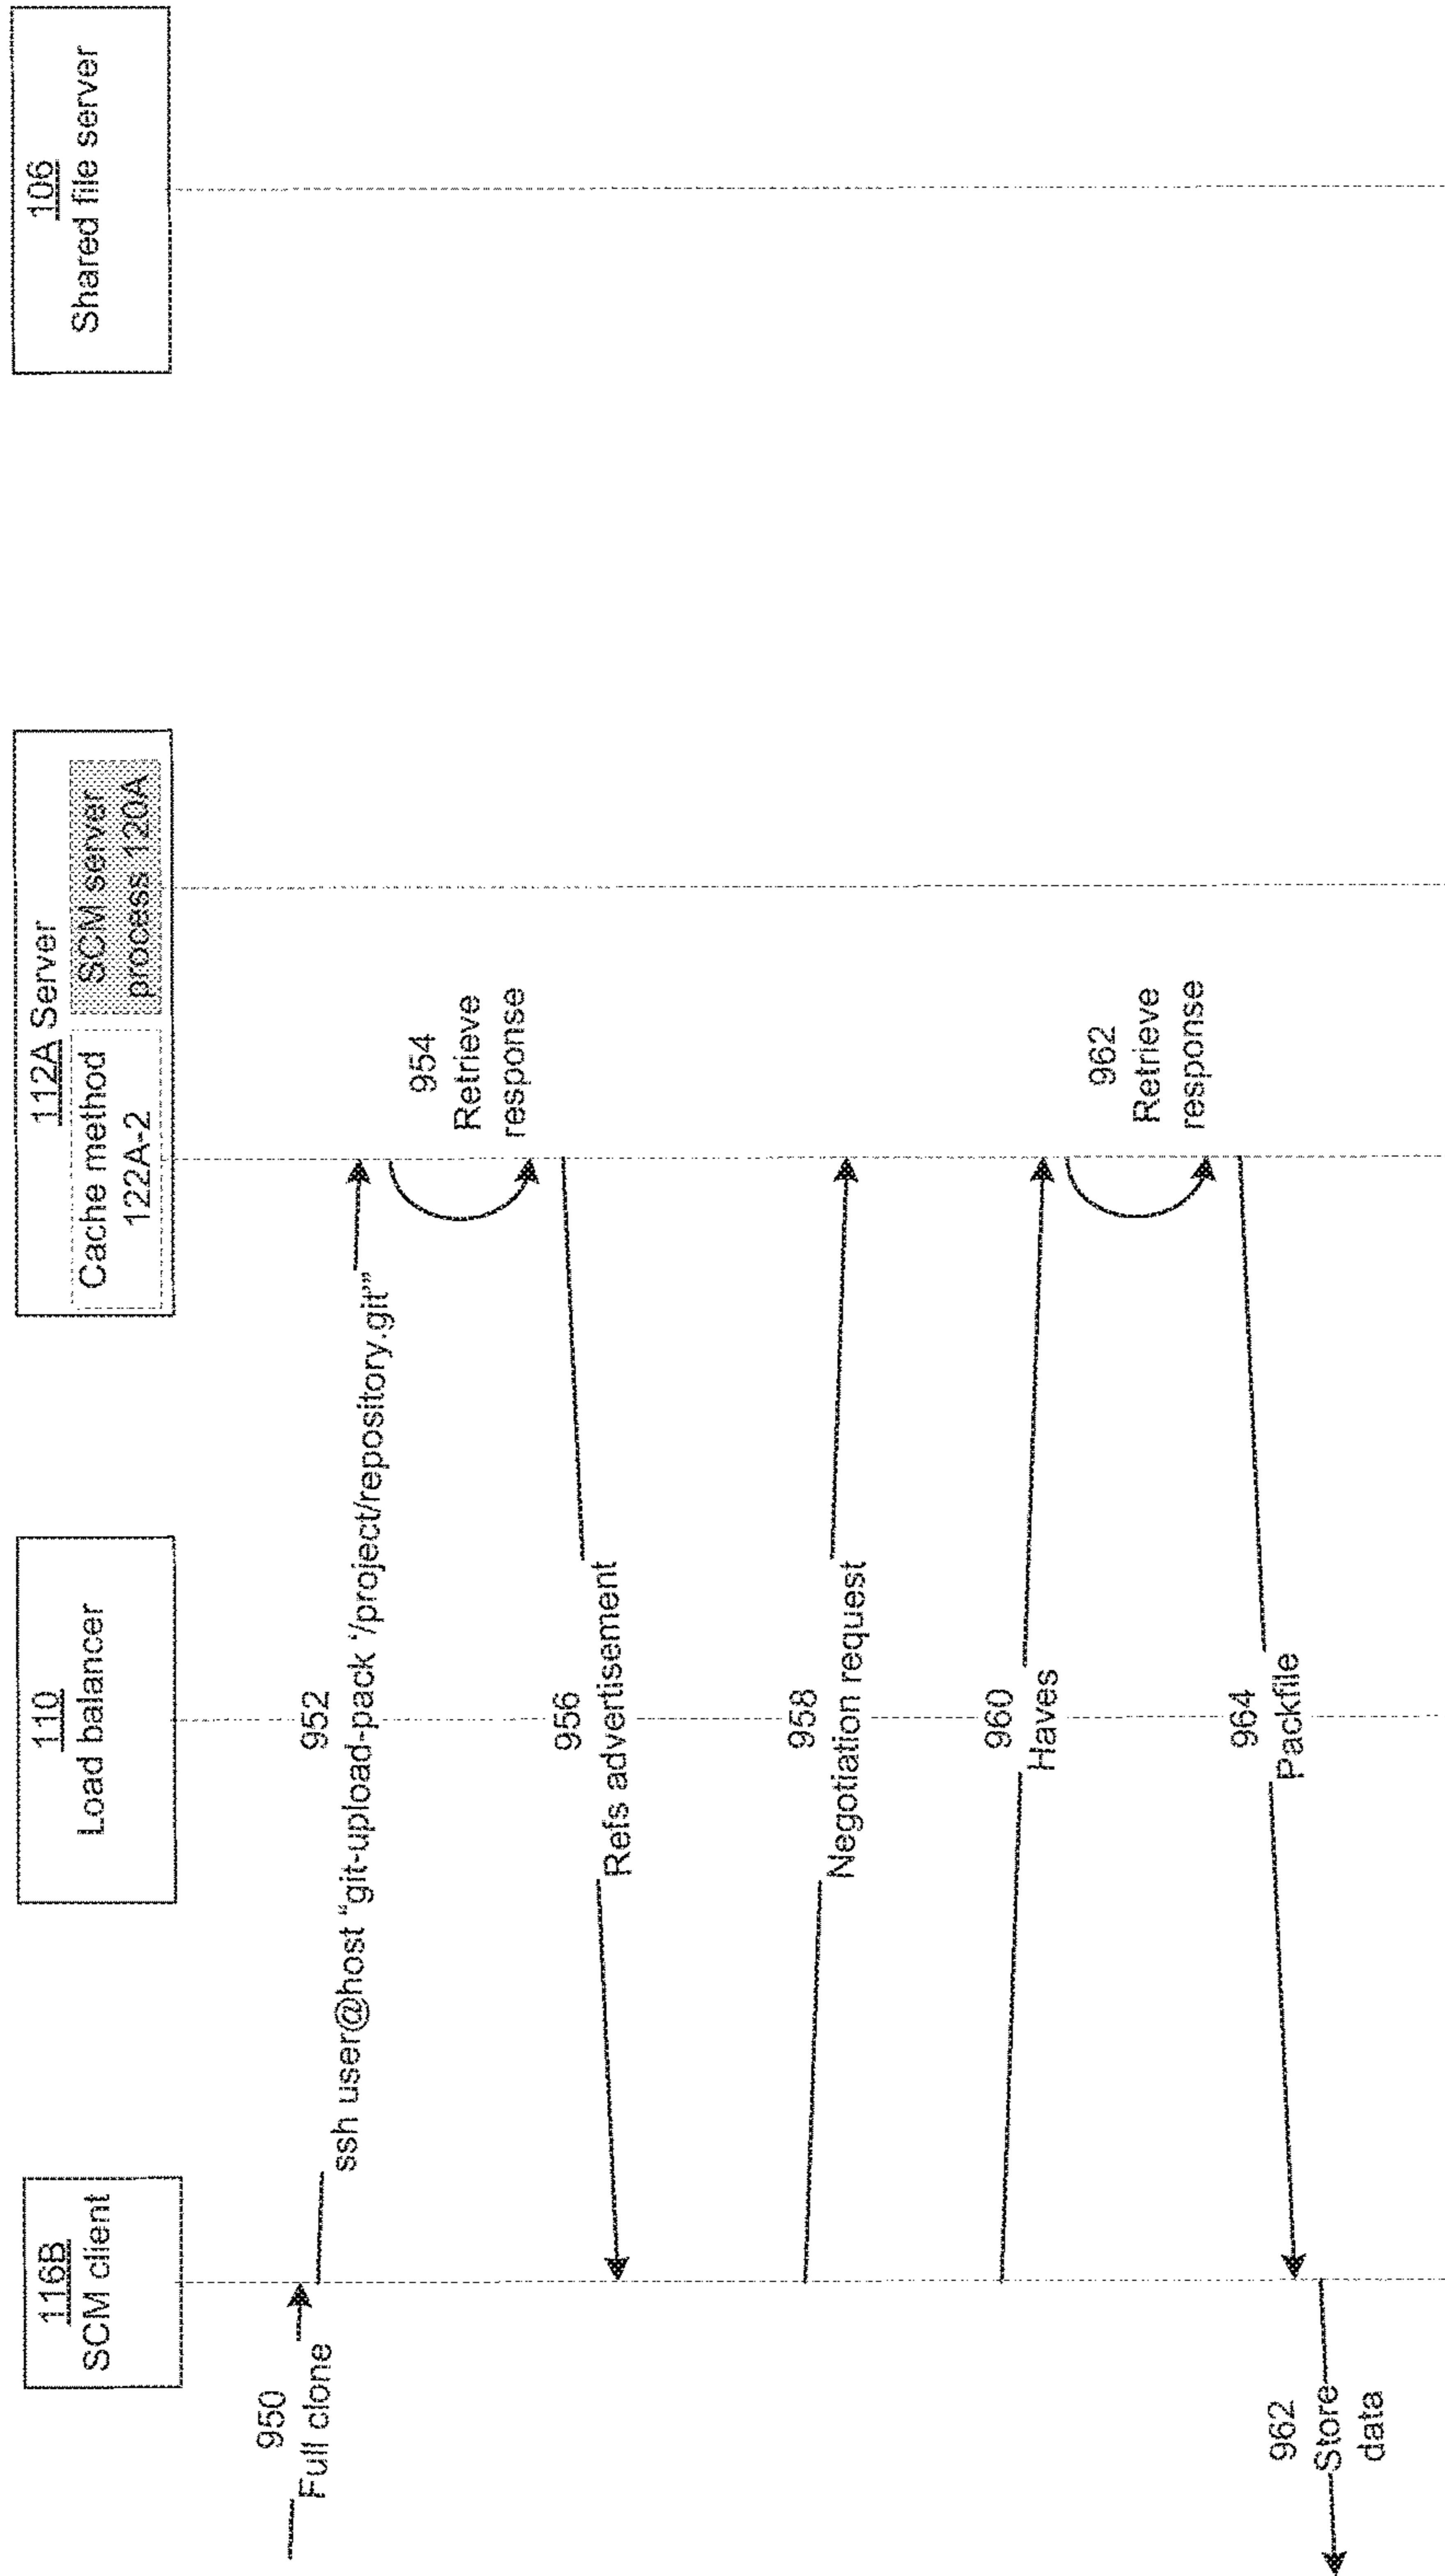 116B
SCM client
110
Load balancer
112A Server
Cache method
122A-2
SCM server
process 120A
106
Shared file server
950
Full clone
952
ssh user@host “git-upload-pack ‘/project/repository.git’”
954
Retrieve
response
956
Refs advertisement
958
Negotiation request
960
Haves
962
Retrieve
response
964
Packfile
962
Store
data